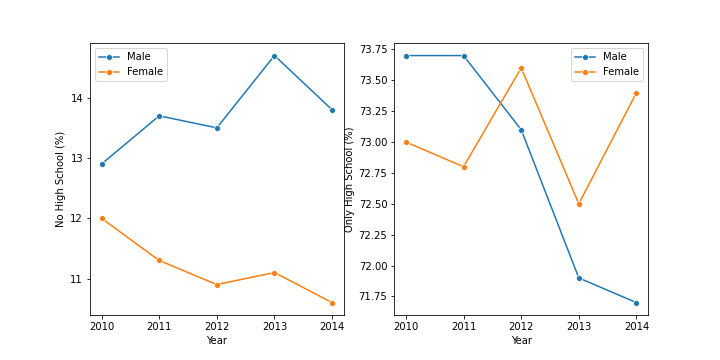 Male
Female
14
13
12
11
No High School (%)
2010 2011 2012 2013 2014
Year
Male
Female
73.75
73.50
73.25
73.00
72.75
72.50
72.25
72.00
71.75
Only High School (%)
2010 2011 2012 2013 2014
Year